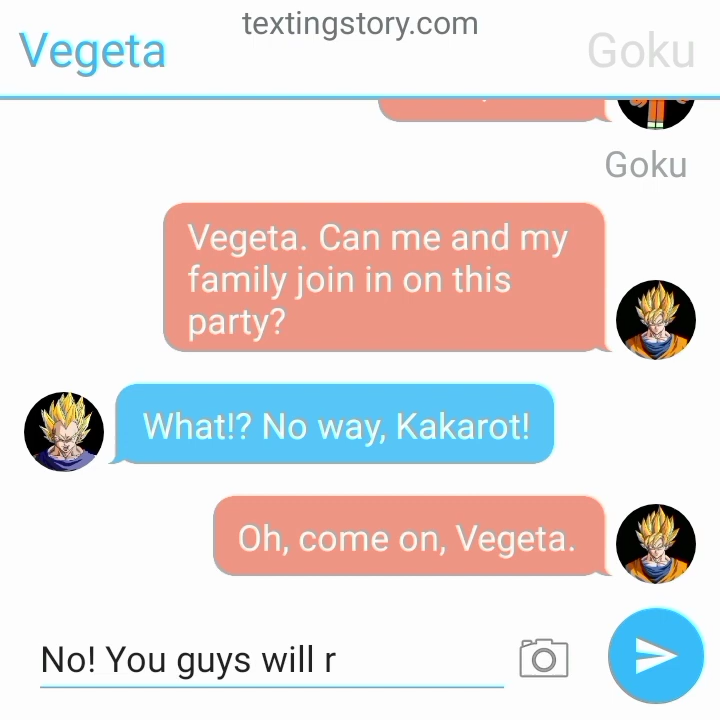 textingstory.com
Vegeta
Goku
Goku
Vegeta. Can me and my
family join in on this
party?
What!? No way, Kakarot!
Oh, come on, Vegeta.
No! You guys will r